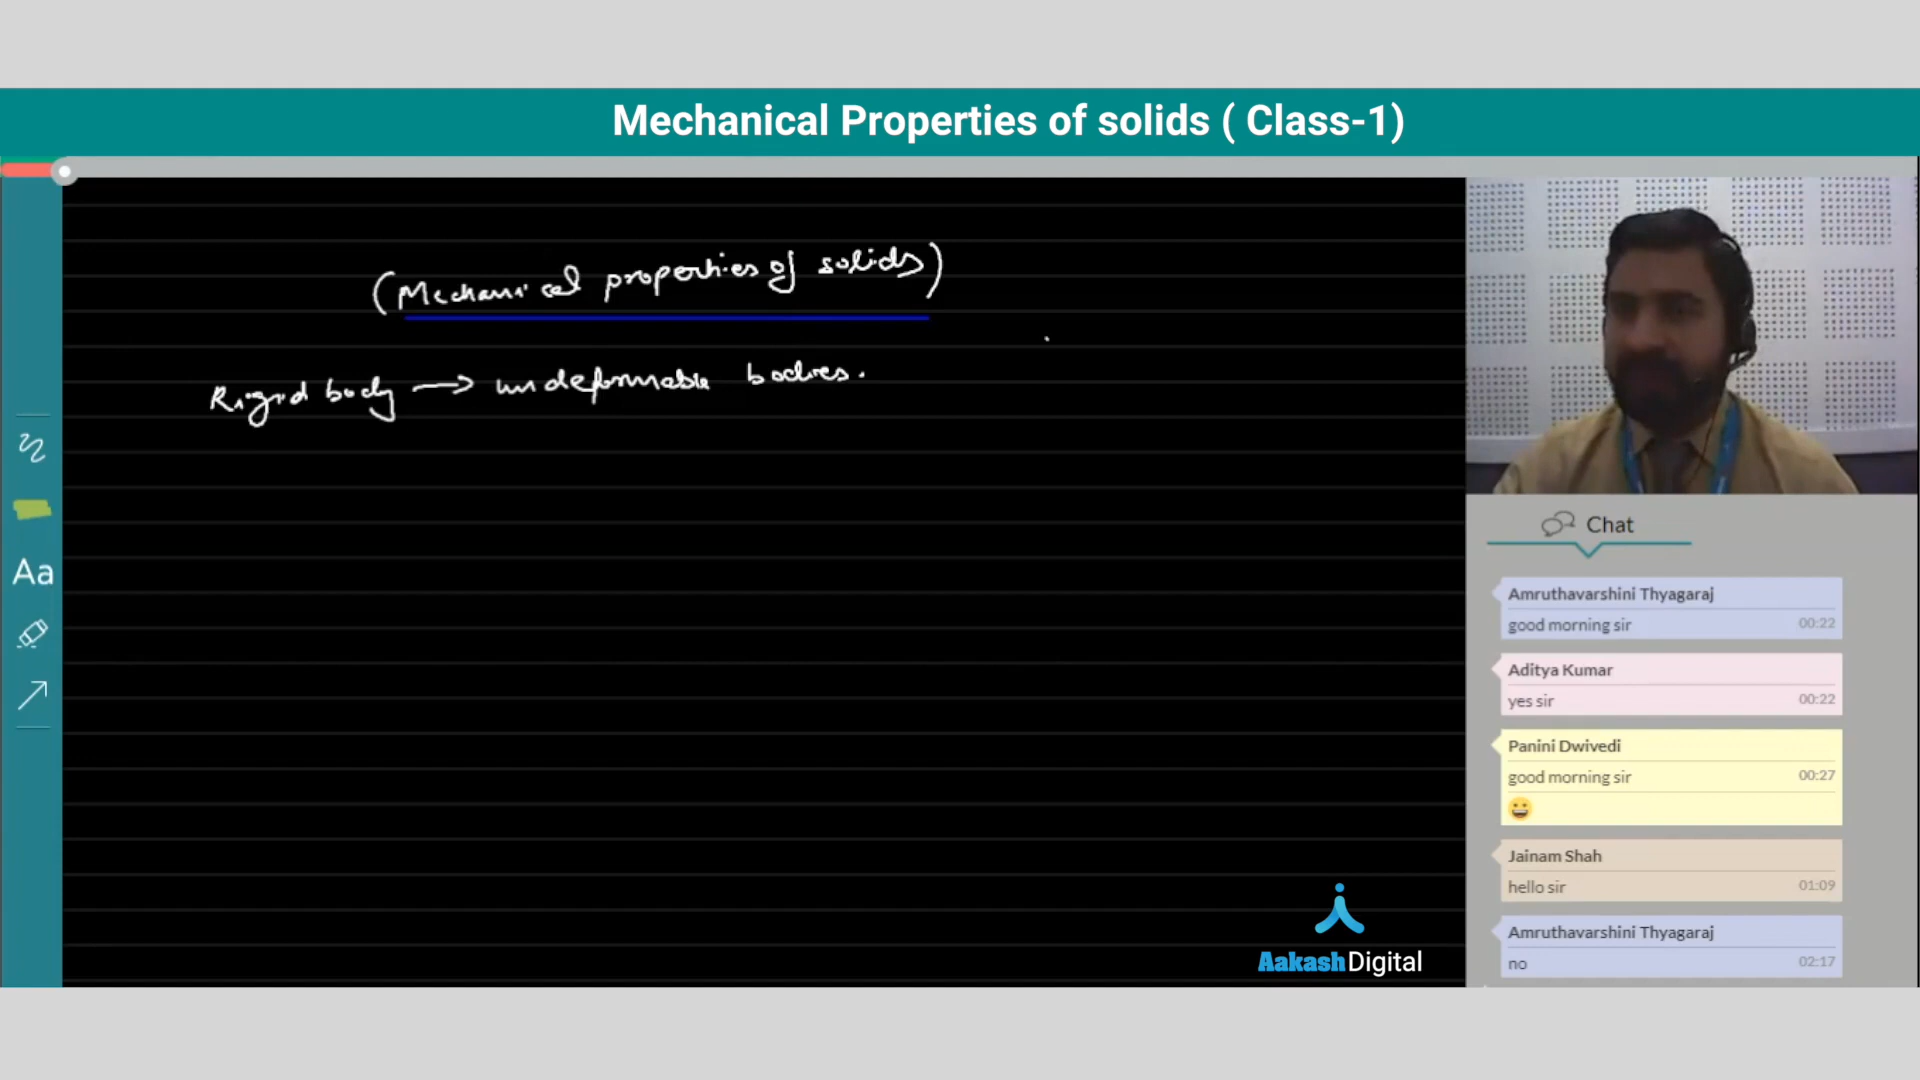 Mechanical Properties of solids ( Class-1)
(Mechanical properties of solids)
Rigid body → undeformable bodies.
Aa
AakashDigital
Chat
Amruthavarshini Thyagaraj
good morning sir 00:22
Aditya Kumar
yes sir 00:22
Panini Dwivedi
good morning sir 00:27
😀
Jainam Shah
hello sir 01:09
Amruthavarshini Thyagaraj
no 02:17